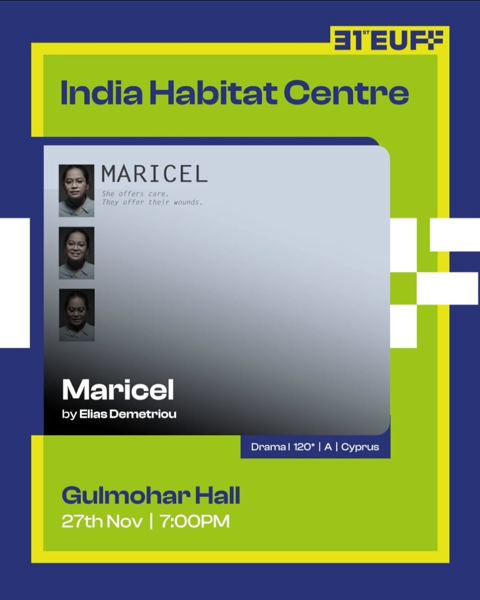 31ST EUFF
India Habitat Centre
MARICEL
She offers care.
They offer their wounds.
Maricel
by Elias Demetriou
Drama | 120" | A | Cyprus
Gulmohar Hall
27th Nov | 7:00PM